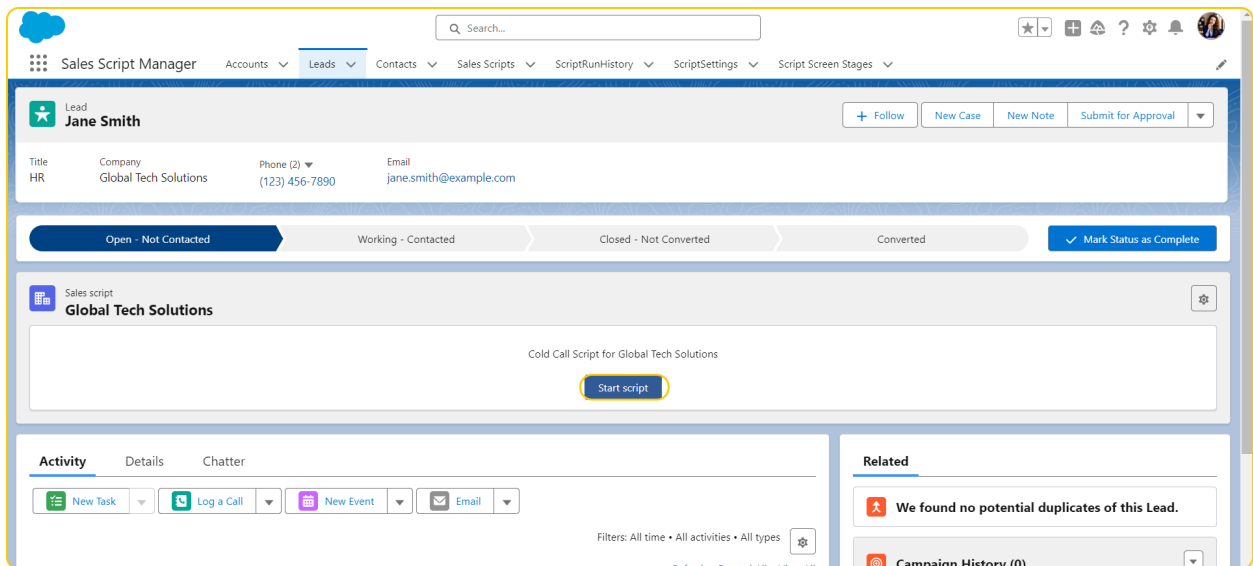 Search...
Sales Script Manager Accounts Leads Contacts Sales Scripts ScriptRunHistory ScriptSettings Script Screen Stages
Lead
Jane Smith
Follow New Case New Note Submit for Approval
Title Company Phone (2) Email
HR Global Tech Solutions (123) 456-7890 jane.smith@example.com
Open - Not Contacted Working - Contacted Closed - Not Converted Converted Mark Status as Complete
Sales script
Global Tech Solutions
Cold Call Script for Global Tech Solutions
Start script
Activity Details Chatter
Related
New Task Log a Call New Event Email
We found no potential duplicates of this Lead.
Filters: All time • All activities • All types
Campaign History (0)